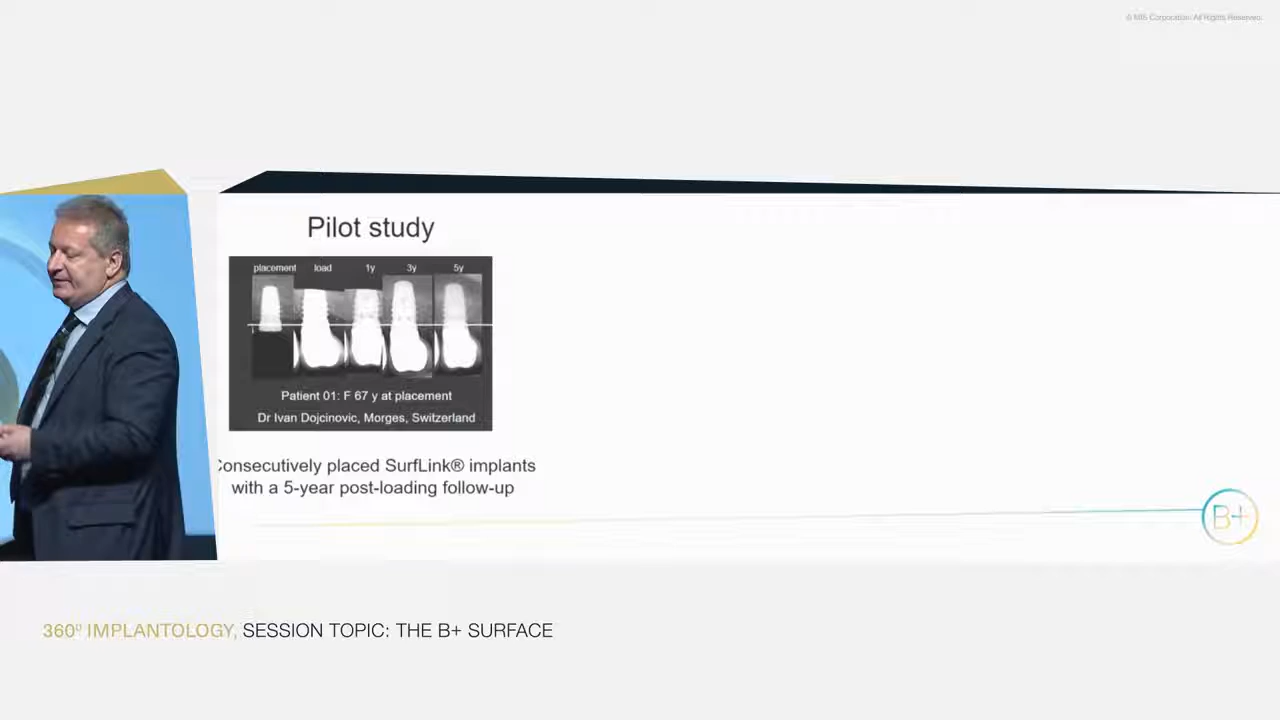 © MIS Corporation. All Rights Reserved.
Pilot study
placement load 1y 3y 5y
Patient 01: F 67 y at placement
Dr Ivan Dojcinovic, Morges, Switzerland
Consecutively placed SurfLink® implants
with a 5-year post-loading follow-up
B+
360º IMPLANTOLOGY, SESSION TOPIC: THE B+ SURFACE